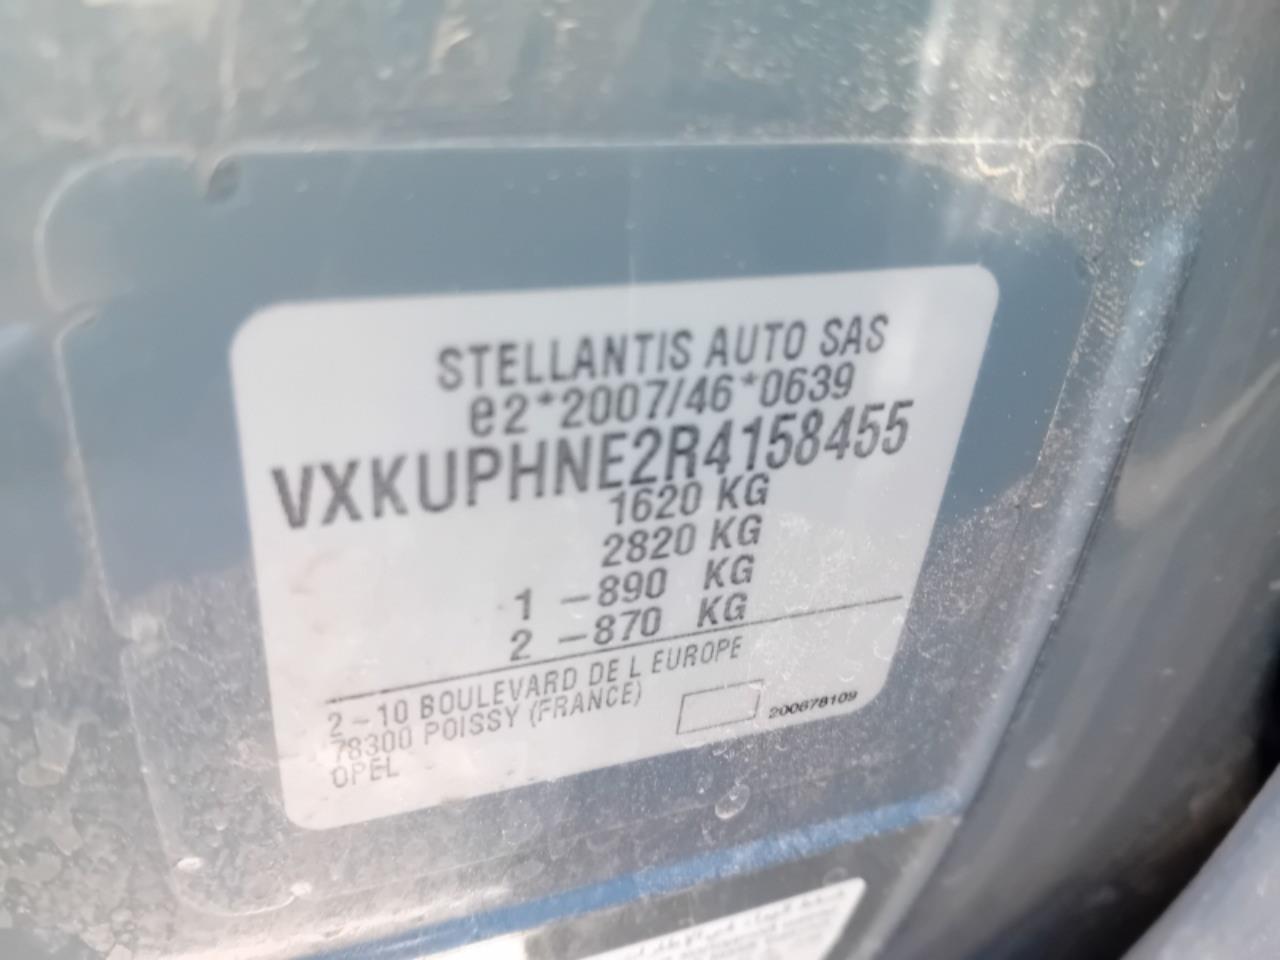 STELLANTIS AUTO SAS
e2*2007/46*0639
VXKUPHNE2R4158455
1620 KG
2820 KG
1 -890 KG
2 -870 KG
2-10 BOULEVARD DE L EUROPE
78300 POISSY (FRANCE)
OPEL
200678109